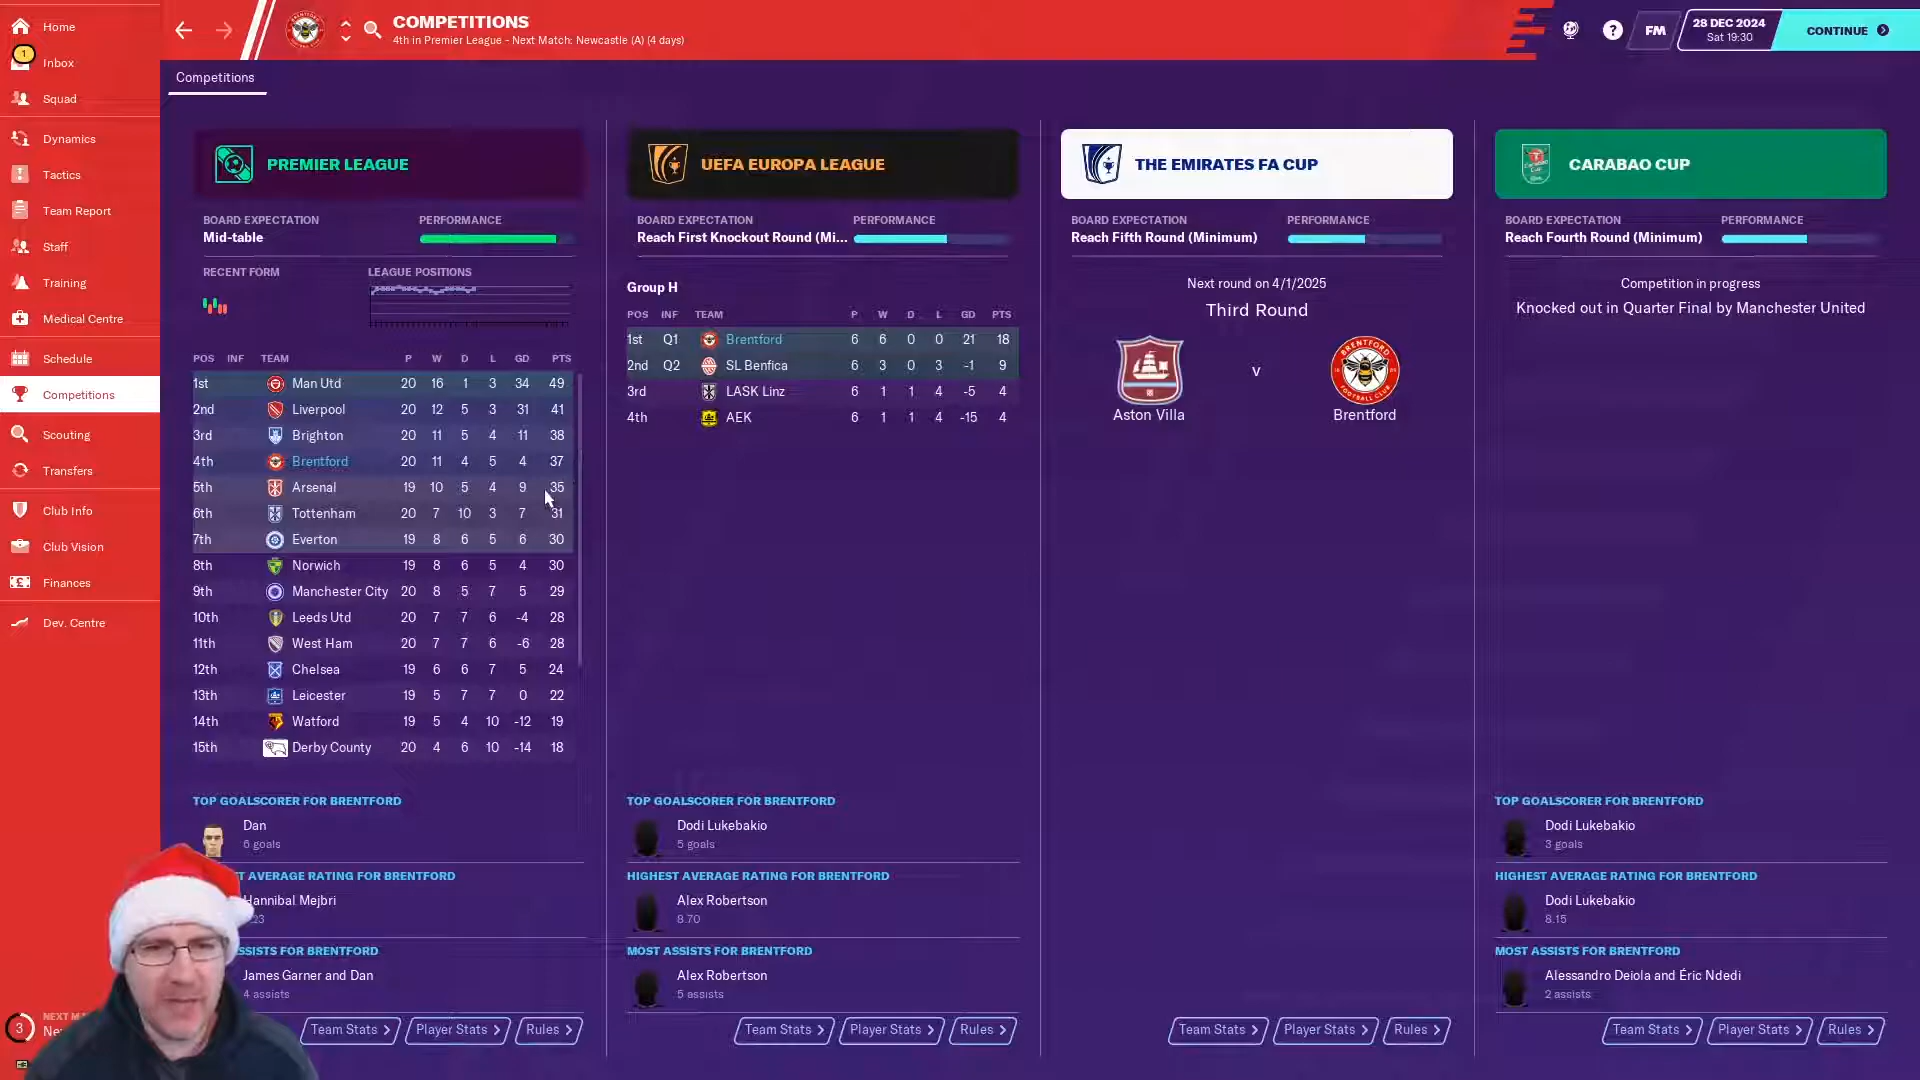 Home
1
Inbox
Squad
Dynamics
Tactics
Team Report
Staff
Training
Medical Centre
Schedule
Competitions
Scouting
Transfers
Club Info
Club Vision
Finances
Dev. Centre
3
COMPETITIONS
4th in Premier League - Next Match: Newcastle (A) (4 days)
?
FM
28 DEC 2024
Sat 19:30
CONTINUE
Competitions
PREMIER LEAGUE
BOARD EXPECTATION PERFORMANCE
Mid-table
RECENT FORM LEAGUE POSITIONS
POS INF TEAM P W D L GD PTS
1st Man Utd 20 16 1 3 34 49
2nd Liverpool 20 12 5 3 31 41
3rd Brighton 20 11 5 4 11 38
4th Brentford 20 11 4 5 4 37
5th Arsenal 19 10 5 4 9 35
6th Tottenham 20 7 10 3 7 31
7th Everton 19 8 6 5 6 30
8th Norwich 19 8 6 5 4 30
9th Manchester City 20 8 5 7 5 29
10th Leeds Utd 20 7 7 6 -4 28
11th West Ham 20 7 7 6 -6 28
12th Chelsea 19 6 6 7 5 24
13th Leicester 19 5 7 7 0 22
14th Watford 19 5 4 10 -12 19
15th Derby County 20 4 6 10 -14 18
TOP GOALSCORER FOR BRENTFORD
Dan
6 goals
AVERAGE RATING FOR BRENTFORD
Hannibal Mejbri
FOR BRENTFORD
James Garner and Dan
4 assists
Team Stats Player Stats Rules
UEFA EUROPA LEAGUE
BOARD EXPECTATION PERFORMANCE
Reach First Knockout Round (Mi...
Group H
POS INF TEAM P W D L GD PTS
1st Q1 Brentford 6 6 0 0 21 18
2nd Q2 SL Benfica 6 3 0 3 -1 9
3rd LASK Linz 6 1 1 4 -5 4
4th AEK 6 1 1 4 -15 4
TOP GOALSCORER FOR BRENTFORD
Dodi Lukebakio
5 goals
HIGHEST AVERAGE RATING FOR BRENTFORD
Alex Robertson
8.70
MOST ASSISTS FOR BRENTFORD
Alex Robertson
5 assists
Team Stats Player Stats Rules
THE EMIRATES FA CUP
BOARD EXPECTATION PERFORMANCE
Reach Fifth Round (Minimum)
Next round on 4/1/2025
Third Round
v
Aston Villa Brentford
Team Stats Player Stats Rules
CARABAO CUP
BOARD EXPECTATION PERFORMANCE
Reach Fourth Round (Minimum)
Competition in progress
Knocked out in Quarter Final by Manchester United
TOP GOALSCORER FOR BRENTFORD
Dodi Lukebakio
3 goals
HIGHEST AVERAGE RATING FOR BRENTFORD
Dodi Lukebakio
8.15
MOST ASSISTS FOR BRENTFORD
Alessandro Deiola and Éric Ndedi
2 assists
Team Stats Player Stats Rules